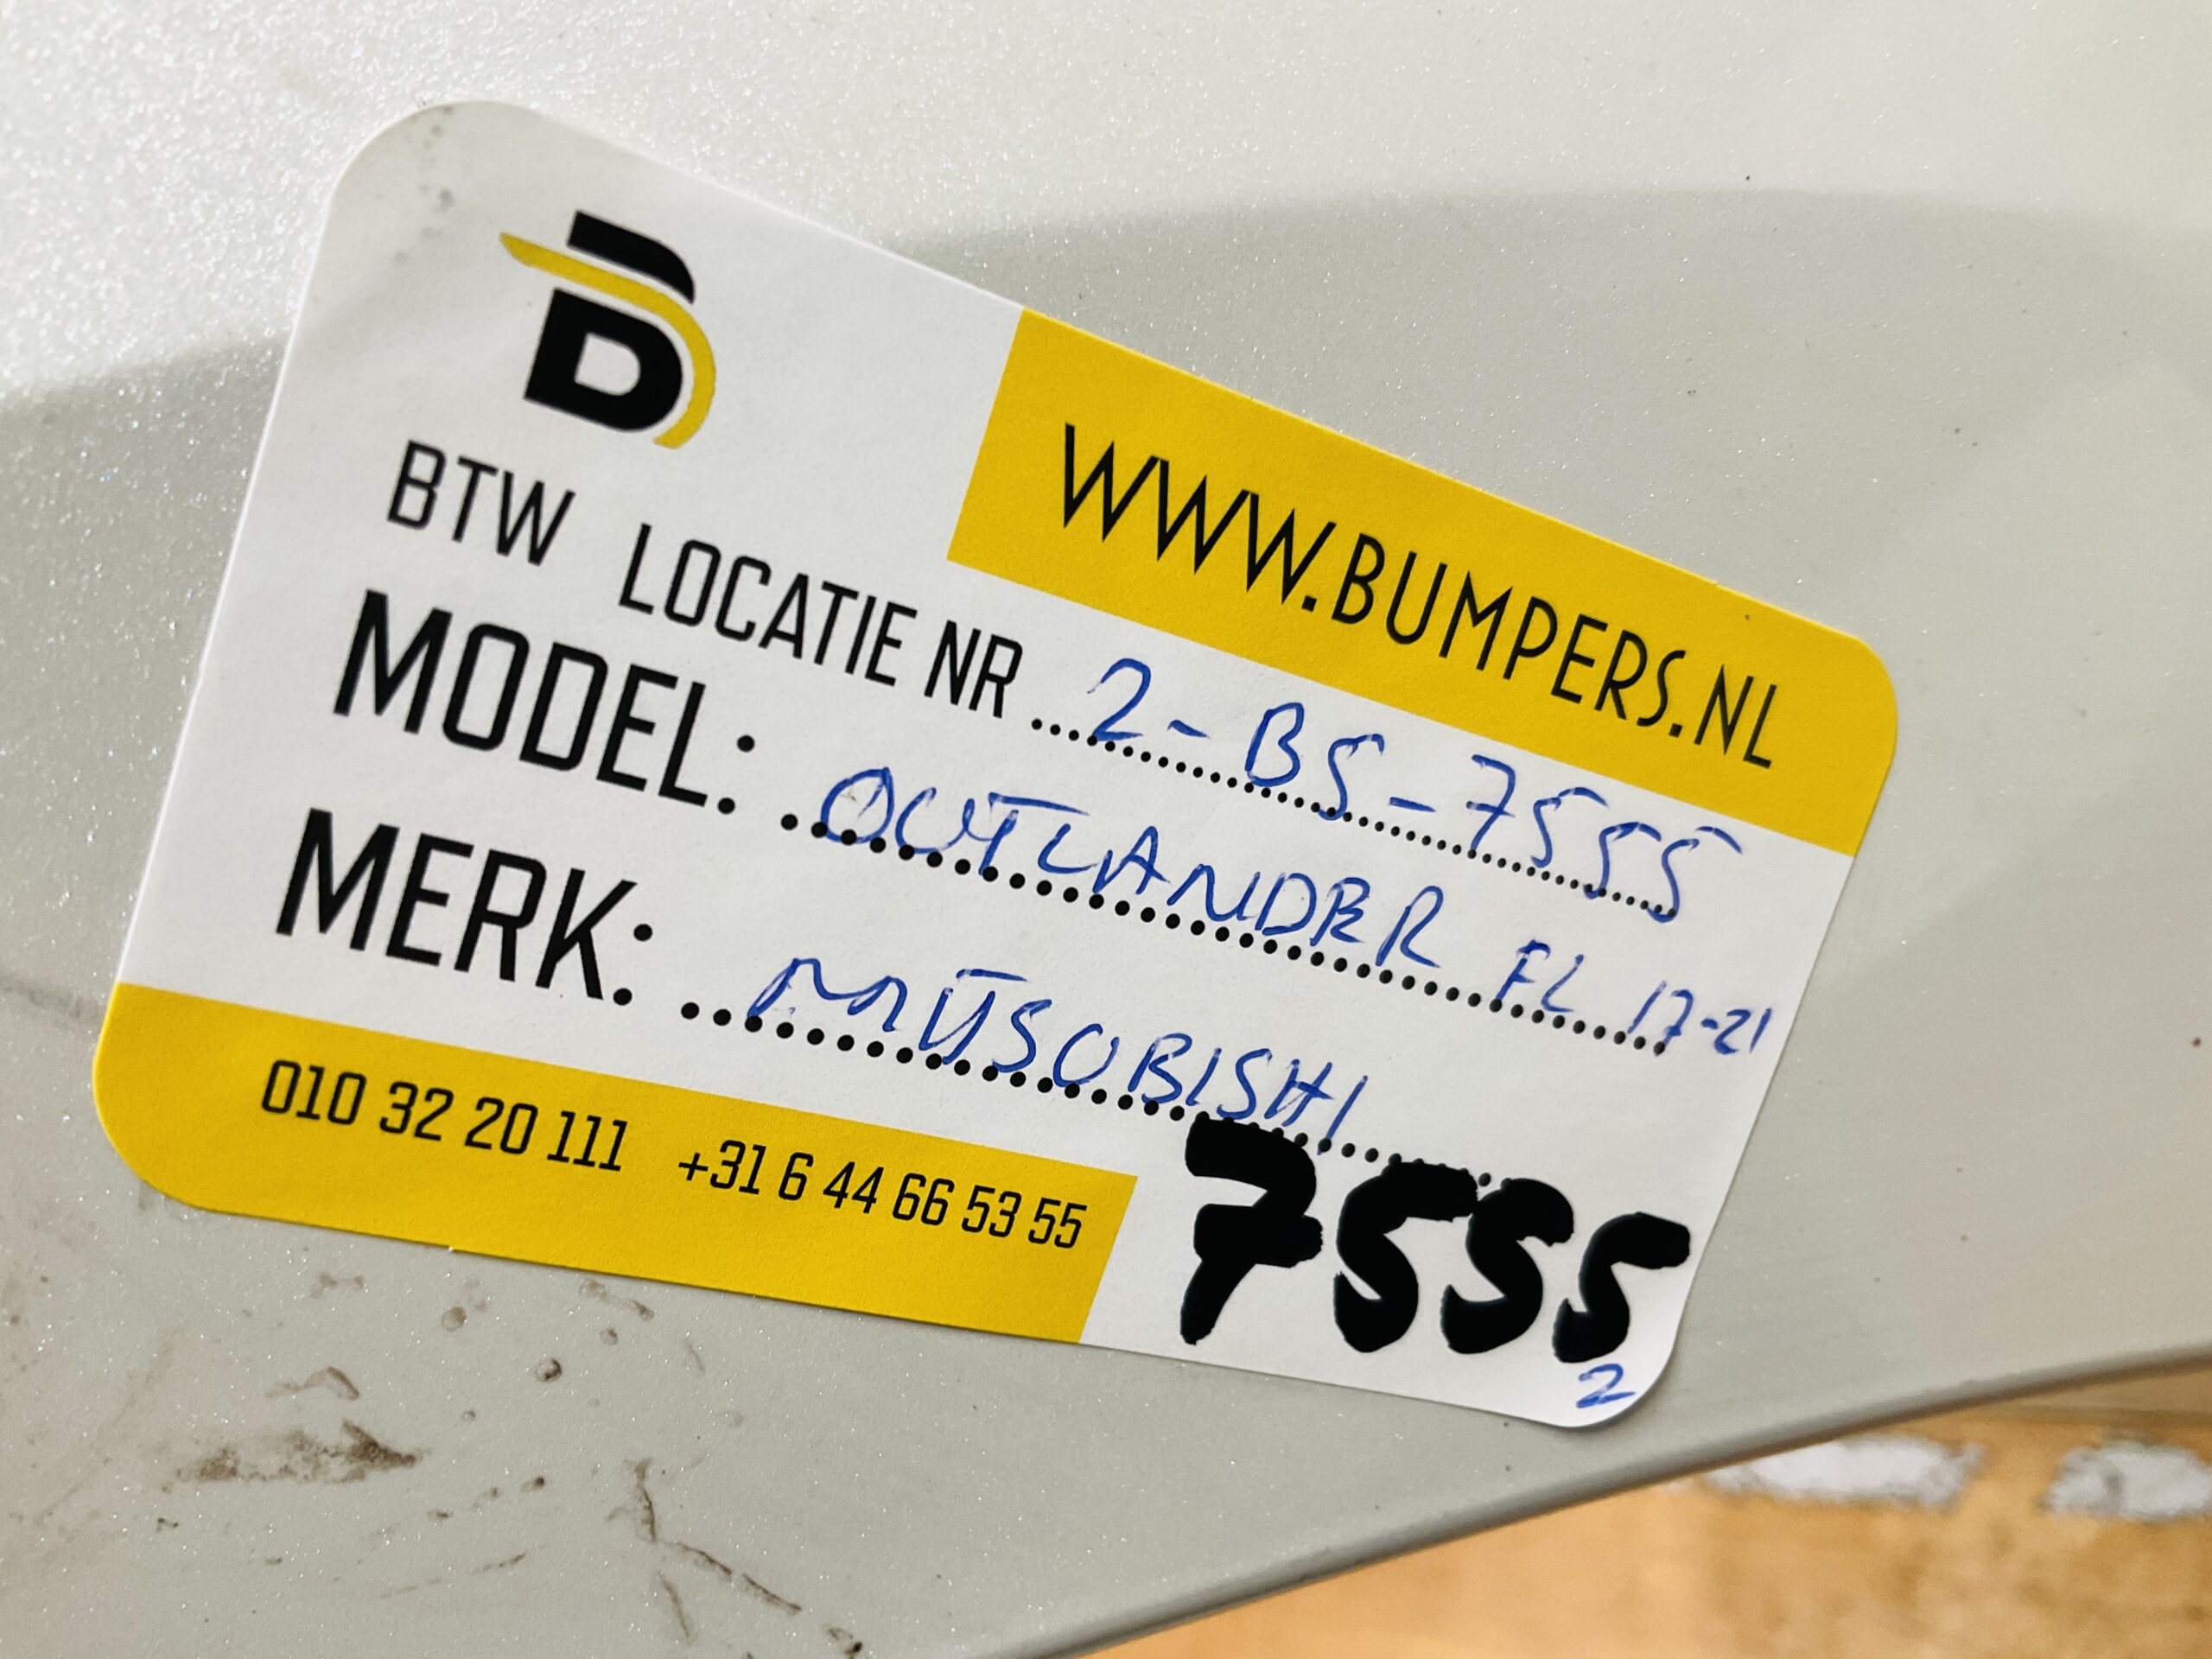 B
WWW.BUMPERS.NL
BTW LOCATIE NR 2-BS-7555
MODEL: OUTLANDER FL 17-21
MERK: MITSOBISHI
010 32 20 111 +31 6 44 66 53 55
7555
2